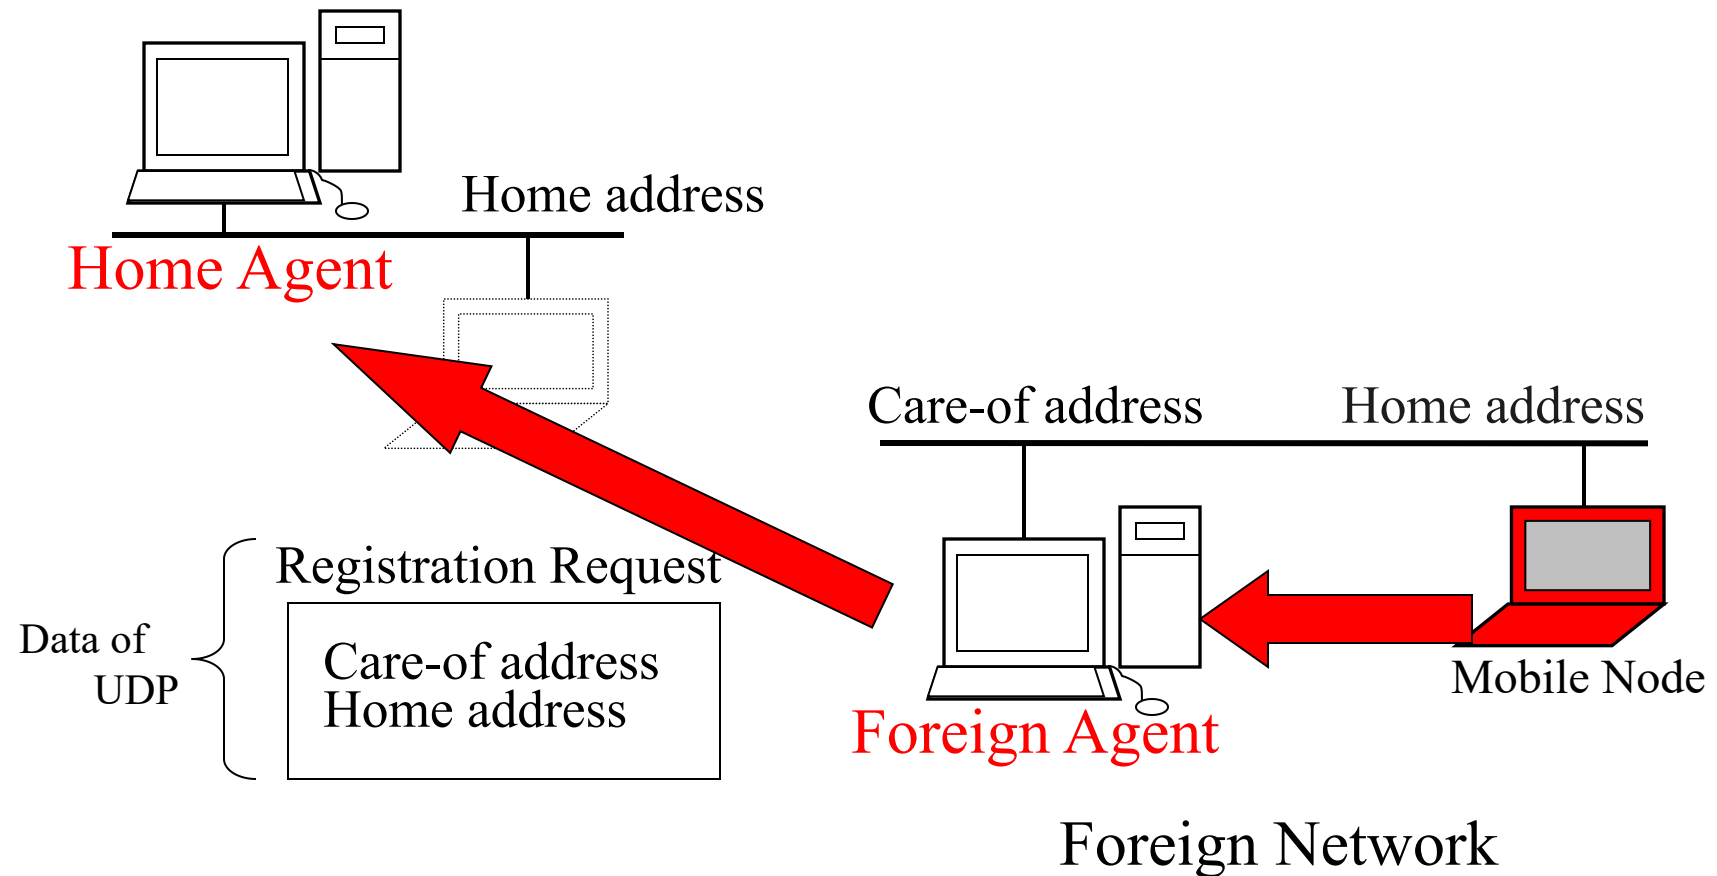 Home address
Home Agent
Care-of address
Home address
Registration Request
Data of
UDP
Care-of address
Home address
Mobile Node
Foreign Agent
Foreign Network